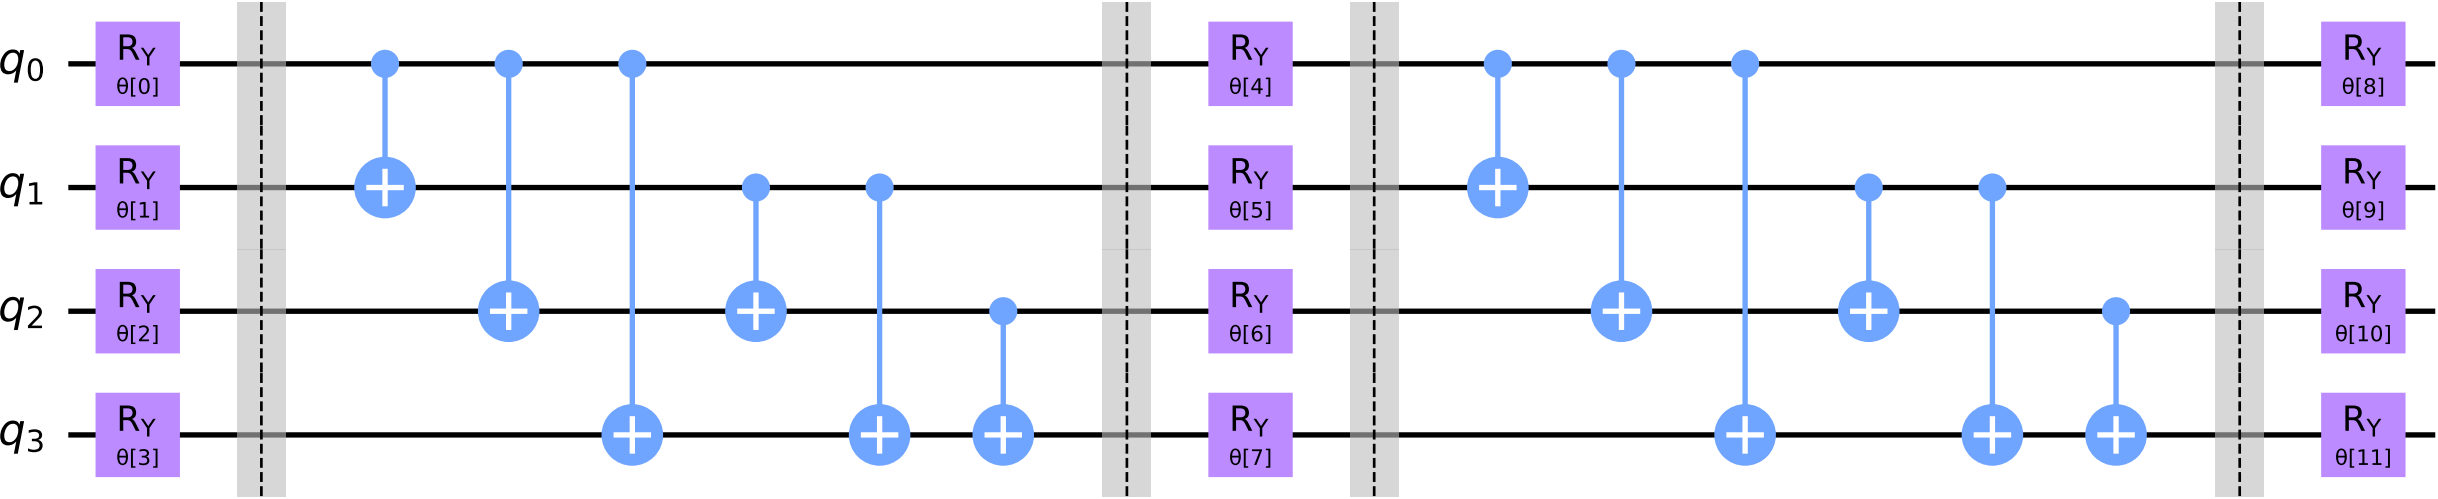 q0 RY RY RY
θ[0] θ[4] θ[8]
q1 RY RY RY
θ[1] θ[5] θ[9]
q2 RY RY RY
θ[2] θ[6] θ[10]
q3 RY RY RY
θ[3] θ[7] θ[11]